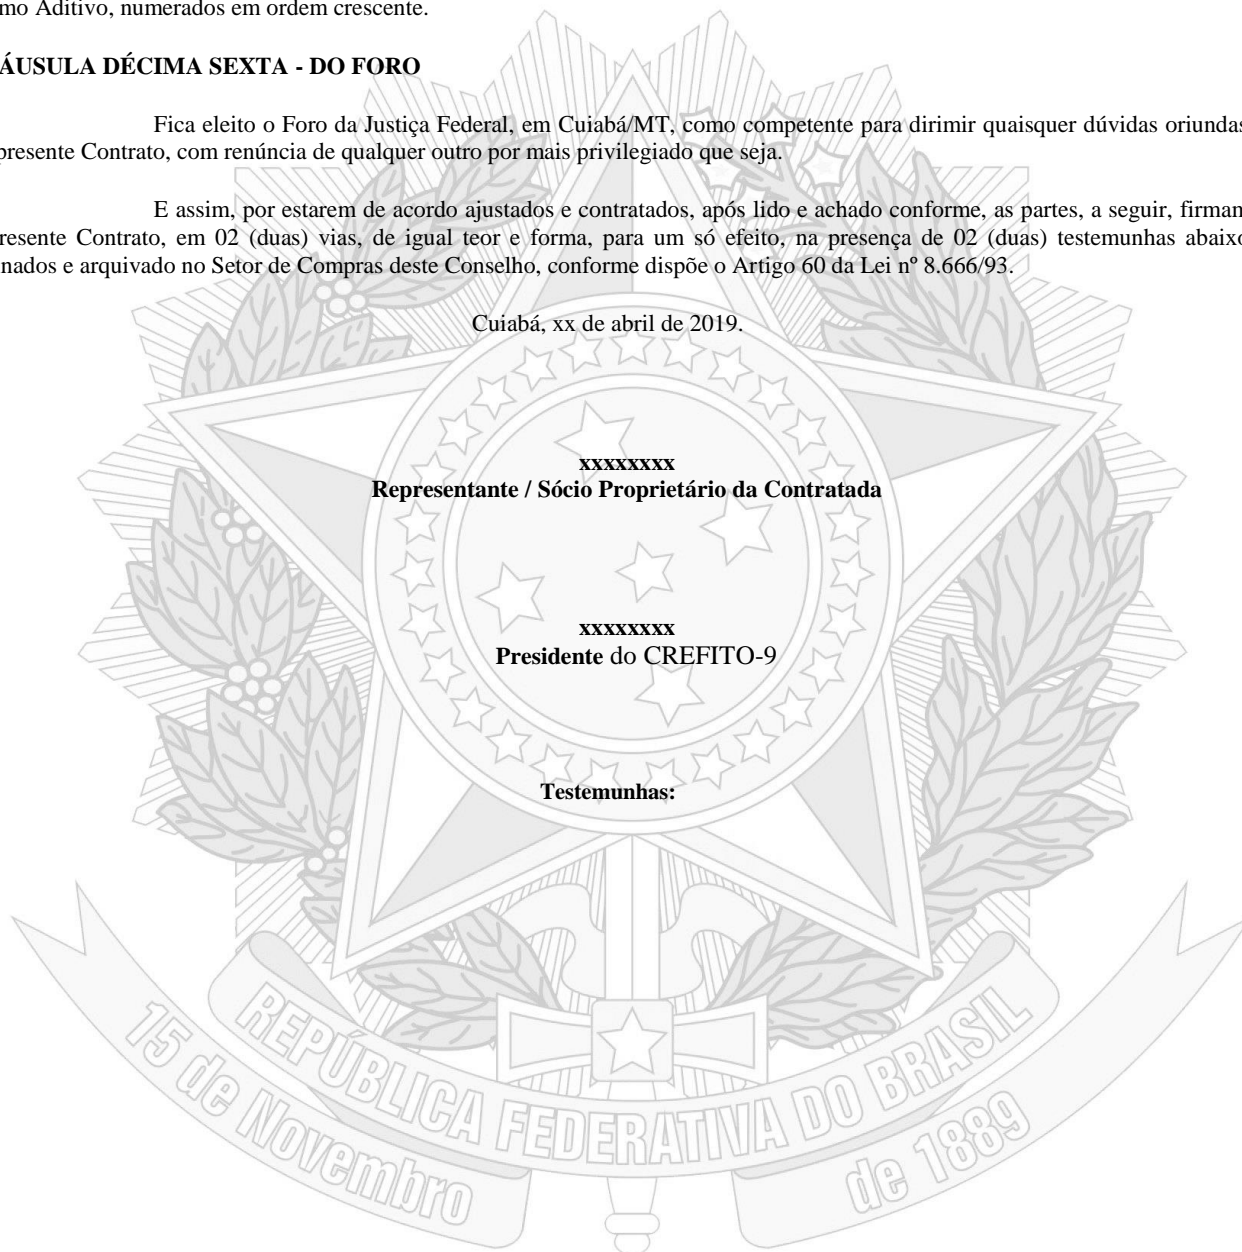 mo Aditivo, numerados em ordem crescente.
ÁUSULA DÉCIMA SEXTA - DO FORO
Fica eleito o Foro da Justiça Federal, em Cuiabá/MT, como competente para dirimir quaisquer dúvidas oriundas
presente Contrato, com renúncia de qualquer outro por mais privilegiado que seja.
E assim, por estarem de acordo ajustados e contratados, após lido e achado conforme, as partes, a seguir, firman
resente Contrato, em 02 (duas) vias, de igual teor e forma, para um só efeito, na presença de 02 (duas) testemunhas abaixo
nados e arquivado no Setor de Compras deste Conselho, conforme dispõe o Artigo 60 da Lei nº 8.666/93.
Cuiabá, xx de abril de 2019.
xxxxxxxx
Representante / Sócio Proprietário da Contratada
xxxxxxxx
Presidente do CREFITO-9
Testemunhas:
REPÚBLICA FEDERATIVA DO BRASIL
15 de Novembro de 1889